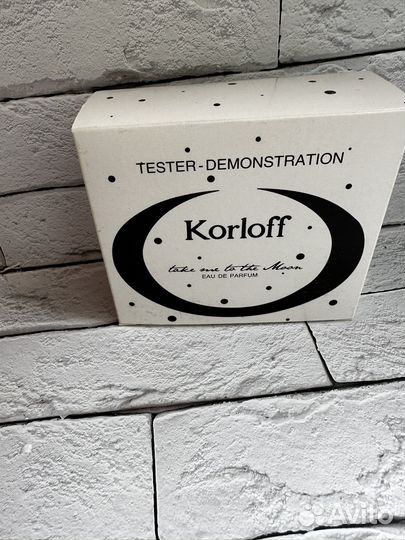 TESTER-DEMONSTRATION
Korloff
take me to the Moon
EAU DE PARFUM
Avito